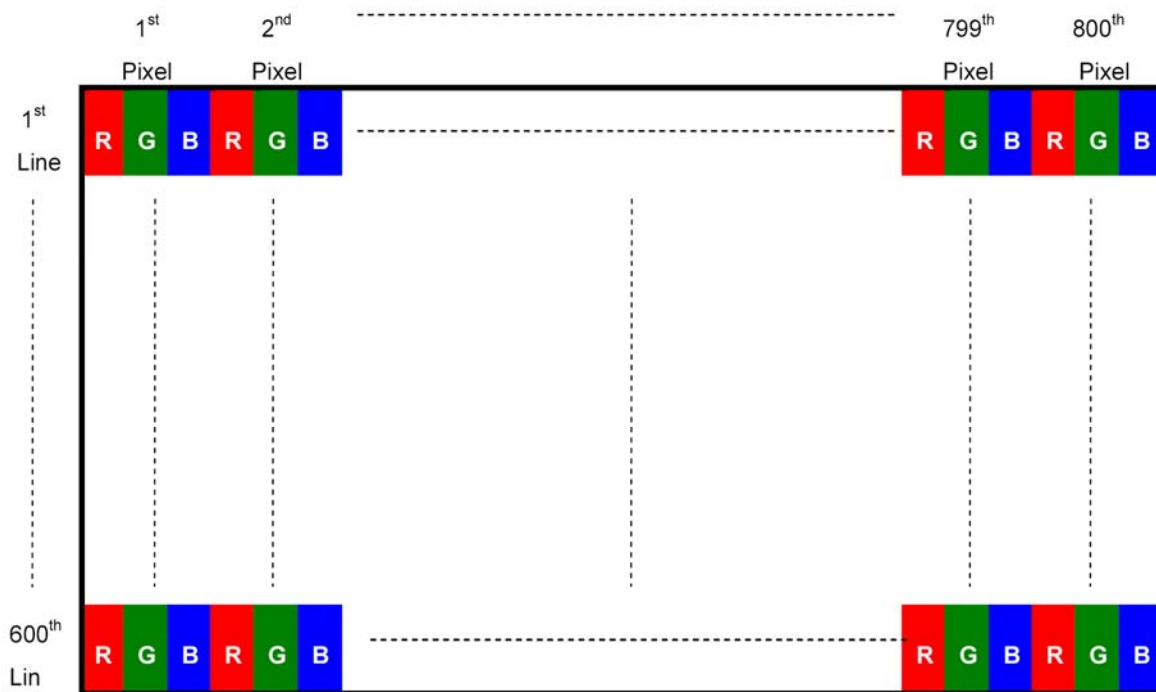 1st 2nd 799th 800th
Pixel Pixel Pixel Pixel
1st
Line
R G B R G B R G B R G B
600th
Lin
R G B R G B R G B R G B